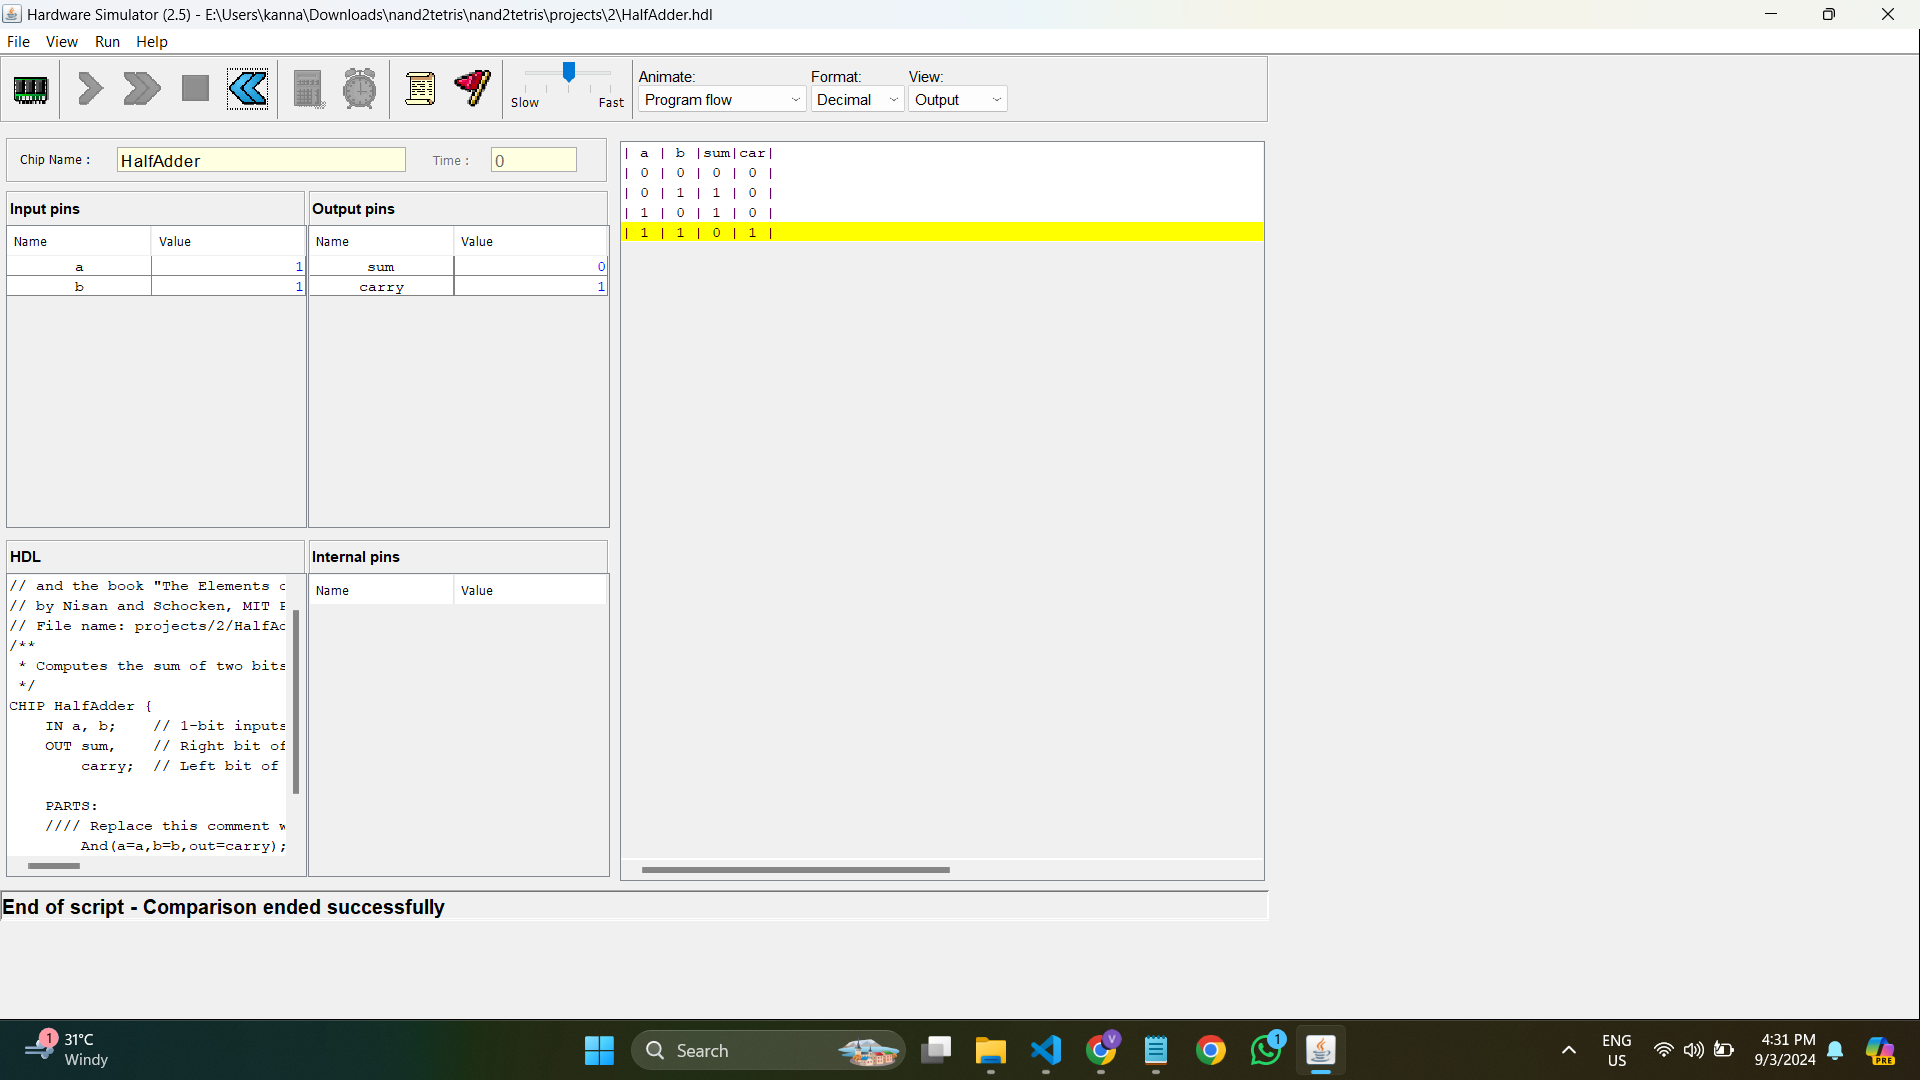 Hardware Simulator (2.5) - E:\Users\kanna\Downloads\nand2tetris\nand2tetris\projects\2\HalfAdder.hdl
File View Run Help
Slow Fast
Animate: Format: View:
Program flow Decimal Output
Chip Name : HalfAdder Time : 0
Input pins Output pins
Name Value Name Value
a 1 sum 0
b 1 carry 1
| a | b |sum|car|
| 0 | 0 | 0 | 0 |
| 0 | 1 | 1 | 0 |
| 1 | 0 | 1 | 0 |
| 1 | 1 | 0 | 1 |
HDL
// and the book "The Elements
// by Nisan and Schocken, MIT
// File name: projects/2/HalfAd
/**
* Computes the sum of two bits
*/
CHIP HalfAdder {
IN a, b; // 1-bit inputs
OUT sum, // Right bit of
carry; // Left bit of
PARTS:
//// Replace this comment
And(a=a,b=b,out=carry);
Internal pins
Name Value
End of script - Comparison ended successfully
1 31°C
Windy
Search
V
1
ENG
US
4:31 PM
9/3/2024
PRE